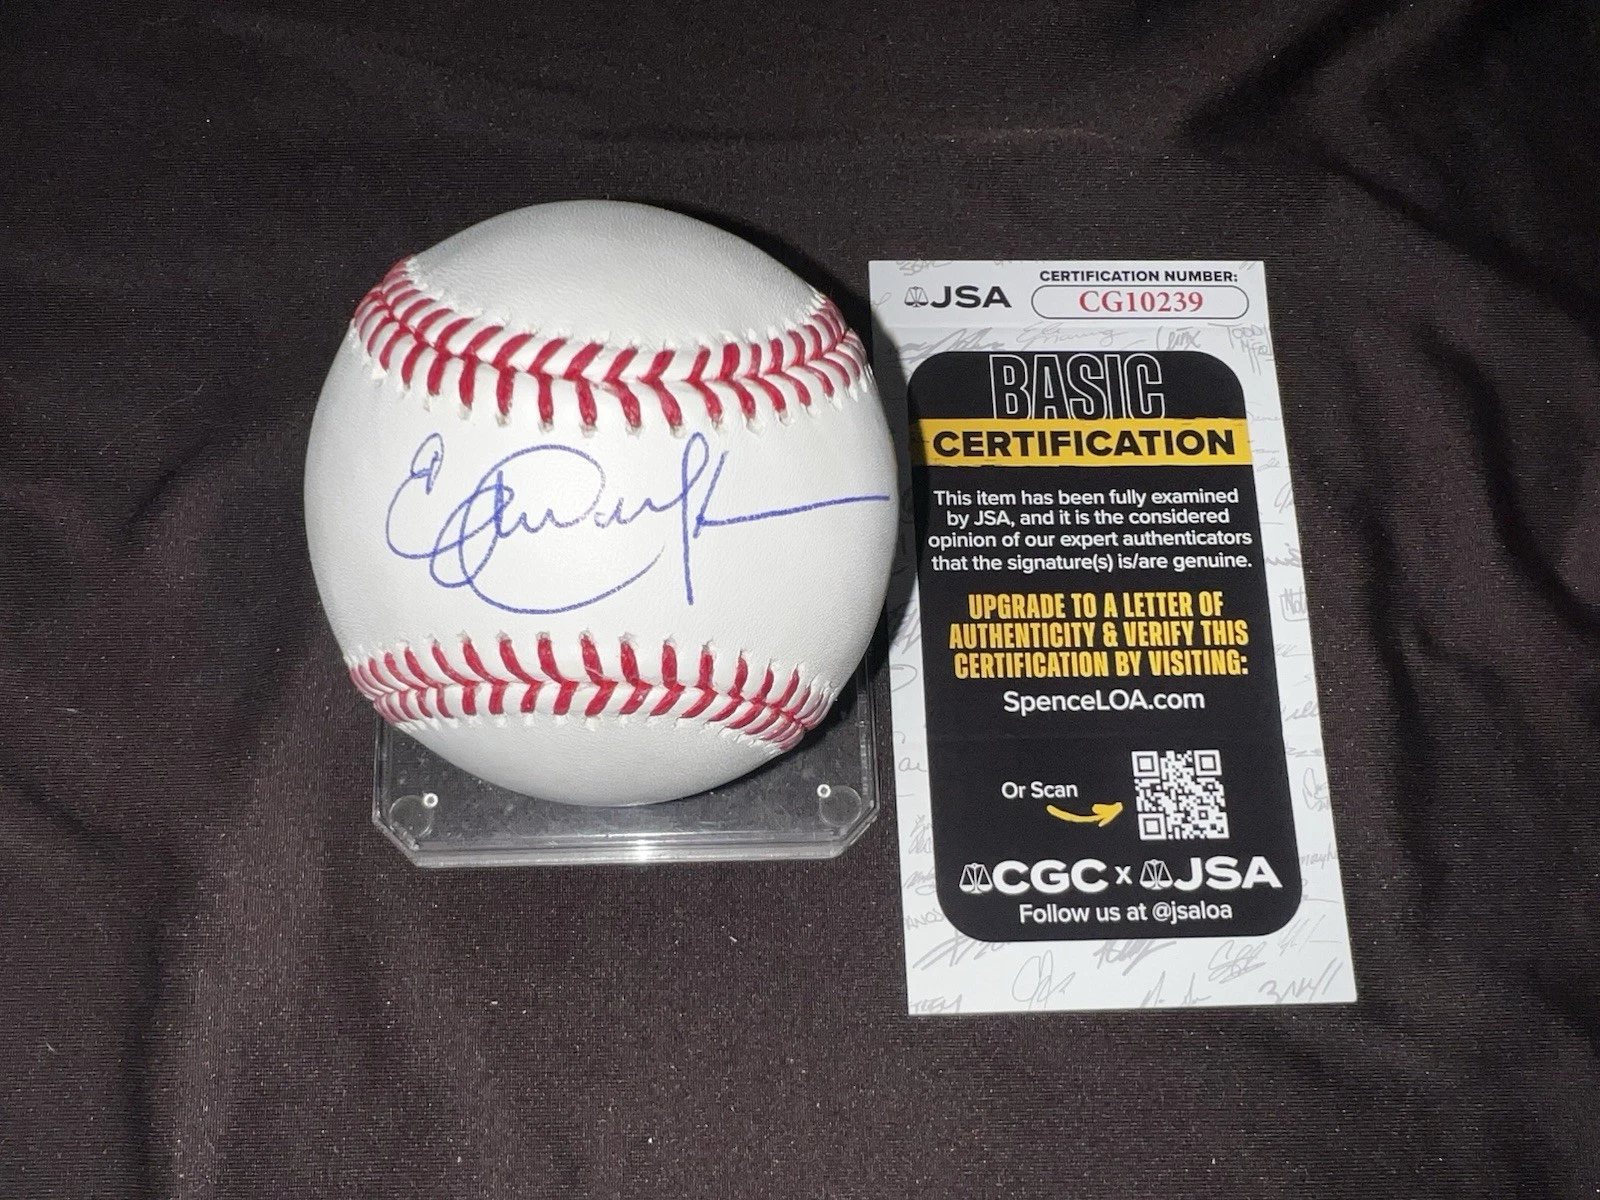 JSA
CERTIFICATION NUMBER:
CG10239
BASIC
CERTIFICATION
This item has been fully examined
by JSA, and it is the considered
opinion of our expert authenticators
that the signature(s) is/are genuine.
UPGRADE TO A LETTER OF
AUTHENTICITY & VERIFY THIS
CERTIFICATION BY VISITING:
SpenceLOA.com
Or Scan
CGC x JSA
Follow us at @jsaloa